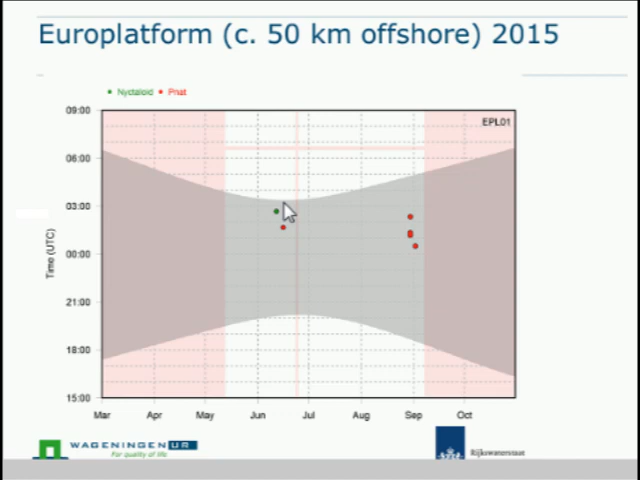 Europlatform (c. 50 km offshore) 2015
Nyctaloid Pnat
09:00
EPL01
06:00
03:00
00:00
21:00
18:00
15:00
Time (UTC)
Mar Apr May Jun Jul Aug Sep Oct
WAGENINGEN UR
For quality of life
Rijkswaterstaat